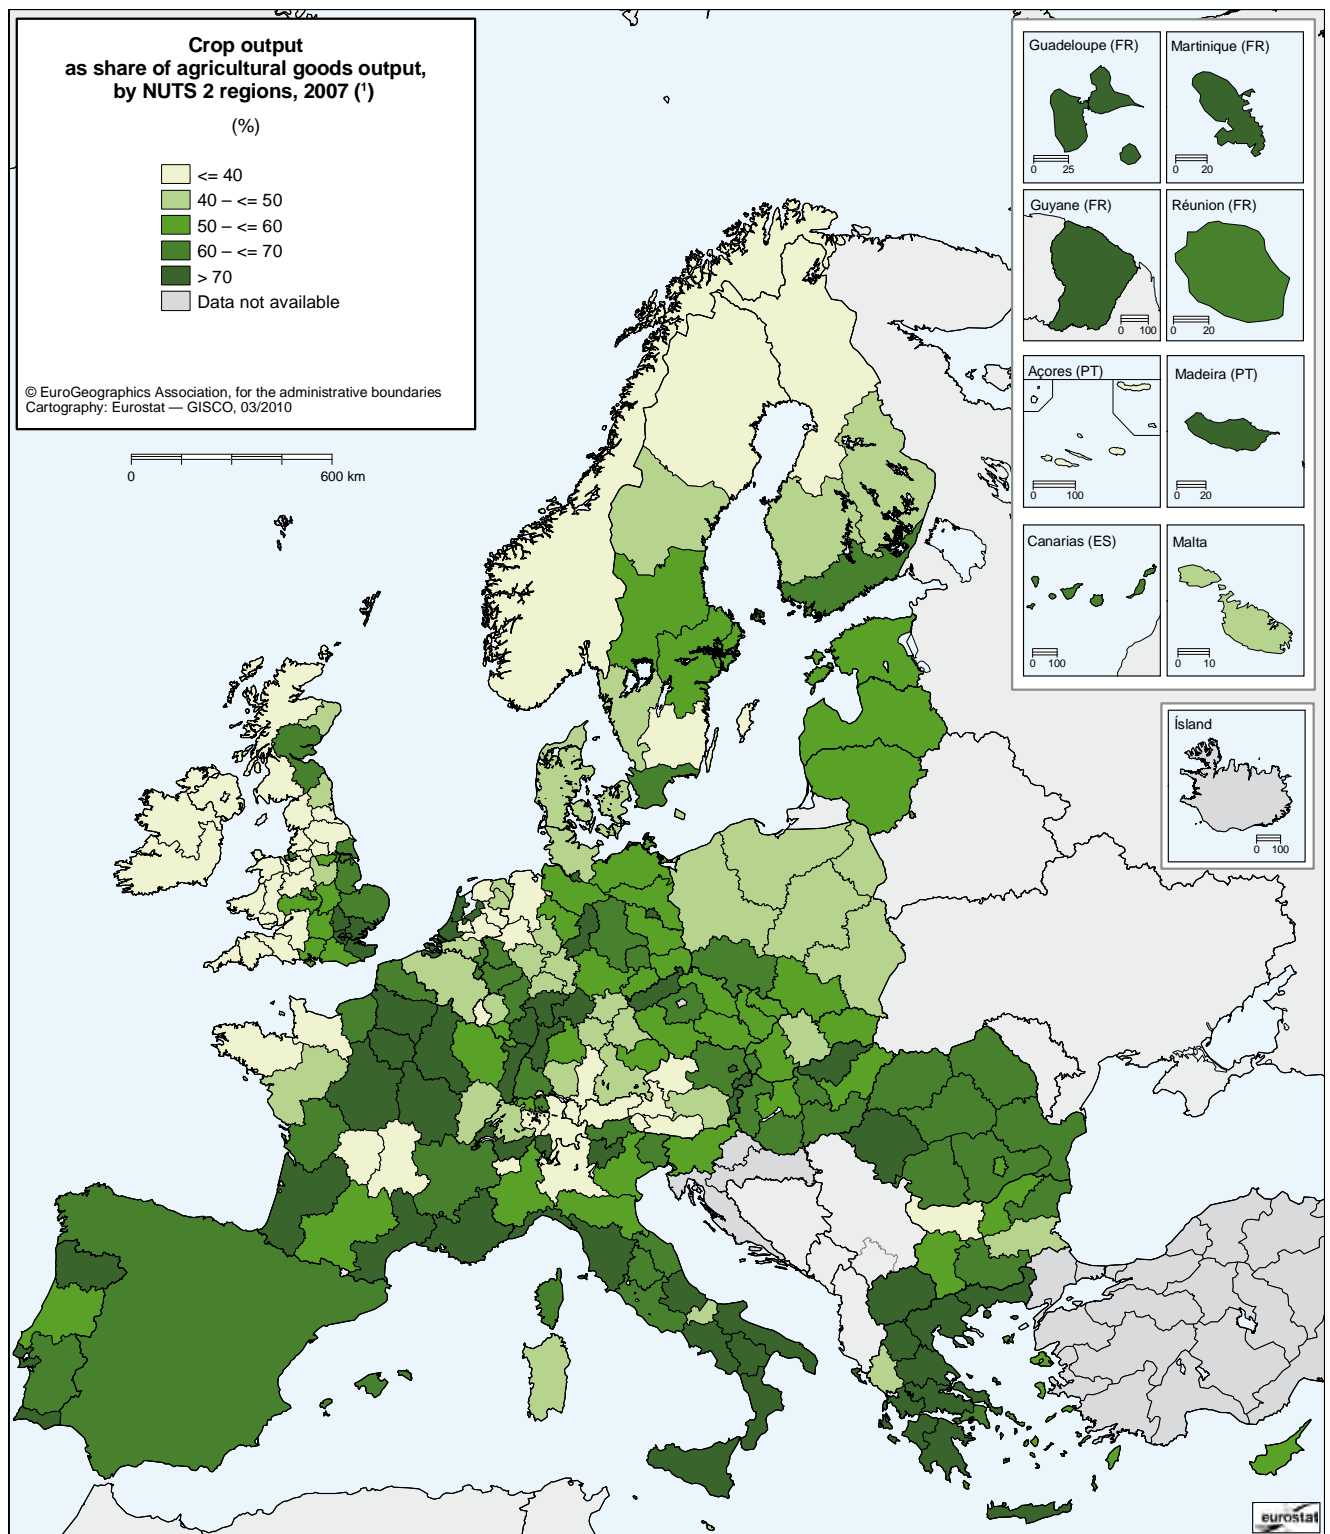 Crop output
as share of agricultural goods output,
by NUTS 2 regions, 2007 (¹)
(%)
<= 40
40 – <= 50
50 – <= 60
60 – <= 70
> 70
Data not available
© EuroGeographics Association, for the administrative boundaries
Cartography: Eurostat — GISCO, 03/2010
0 600 km
Guadeloupe (FR)
0 25
Martinique (FR)
0 20
Guyane (FR)
0 100
Réunion (FR)
0 20
Açores (PT)
0 100
Madeira (PT)
0 20
Canarias (ES)
0 100
Malta
0 10
Ísland
0 100
eurostat